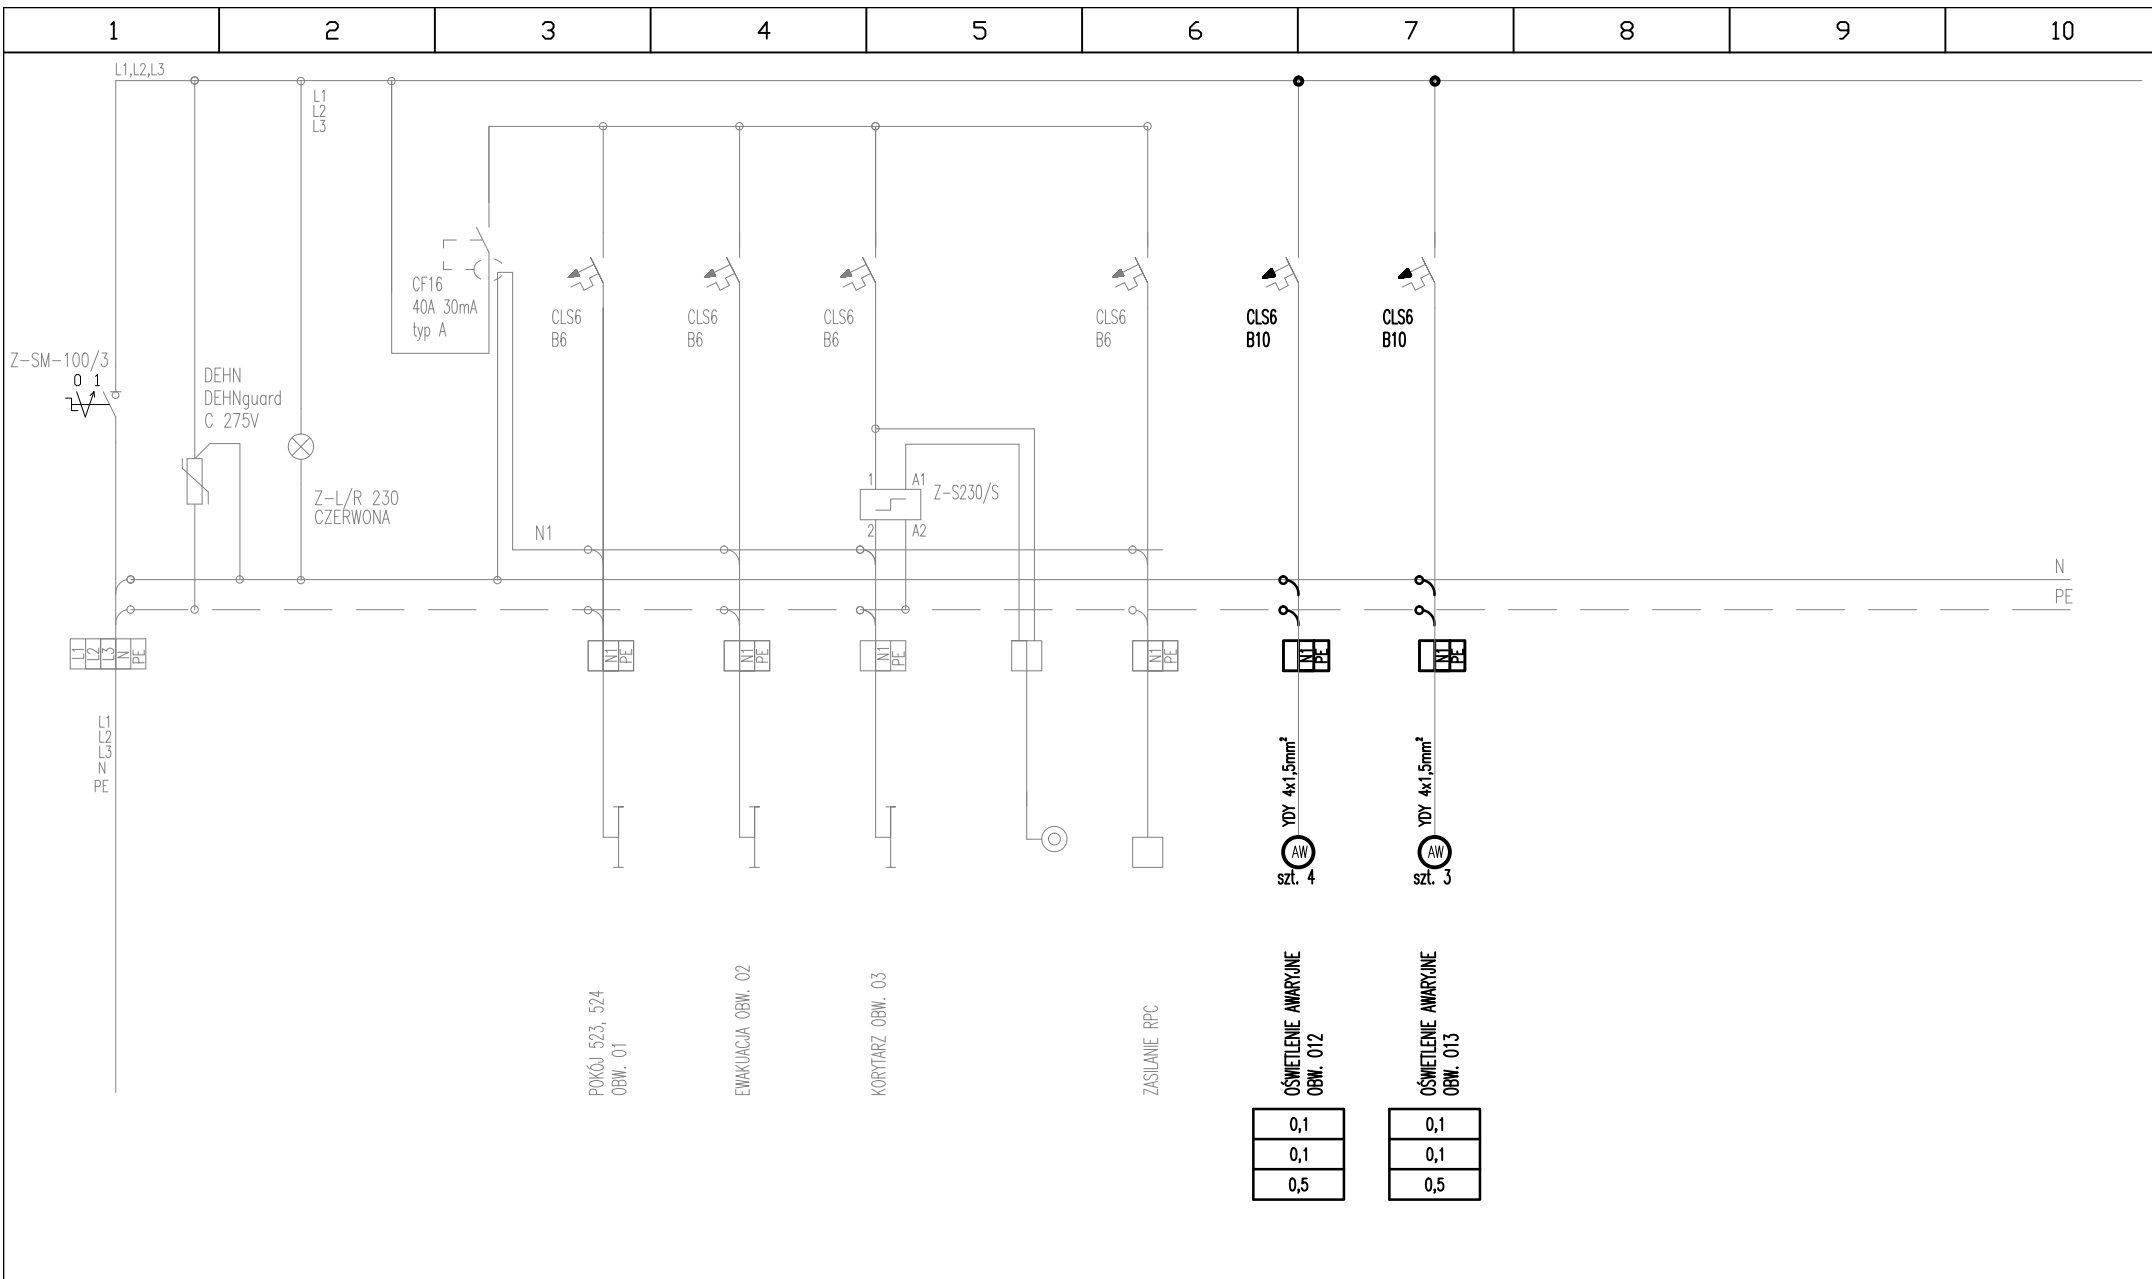 1 2 3 4 5 6 7 8 9 10
L1,L2,L3
L1
L2
L3
CF16
40A 30mA
typ A
CLS6
B6
CLS6
B6
CLS6
B6
CLS6
B6
CLS6
B10
CLS6
B10
Z-SM-100/3
0 1
DEHN
DEHNguard
C 275V
Z-L/R 230
CZERWONA
1 A1
Z-S230/S
2 A2
N1
N
PE
L1 L2 L3 N PE
N1 PE
N1 PE
N1 PE
N1 PE
N1 PE
N1 PE
L1
L2
L3
N
PE
YDY 4x1,5mm²
YDY 4x1,5mm²
AW
szt. 4
AW
szt. 3
POKÓJ 523, 524
OBW. 01
EWAKUACJA OBW. 02
KORYTARZ OBW. 03
ZASILANIE RPC
OŚWIETLENIE AWARYJNE
OBW. 012
OŚWIETLENIE AWARYJNE
OBW. 013
0,1
0,1
0,5
0,1
0,1
0,5